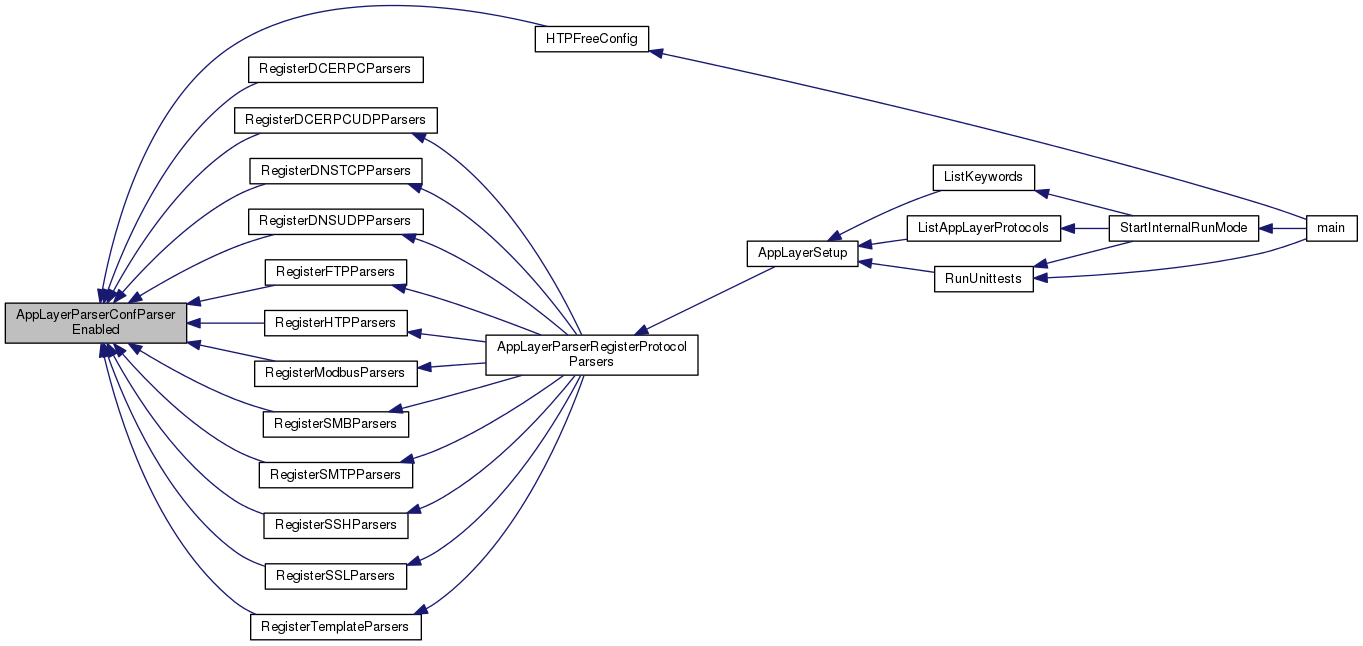 HTPFreeConfig
RegisterDCERPCParsers
RegisterDCERPCUDPParsers
RegisterDNSTCPParsers
RegisterDNSUDPParsers
RegisterFTPParsers
AppLayerParserConfParser
Enabled
RegisterHTPParsers
RegisterModbusParsers
RegisterSMBParsers
RegisterSMTPParsers
RegisterSSHParsers
RegisterSSLParsers
RegisterTemplateParsers
AppLayerParserRegisterProtocol
Parsers
AppLayerSetup
ListKeywords
ListAppLayerProtocols
RunUnittests
StartInternalRunMode
main